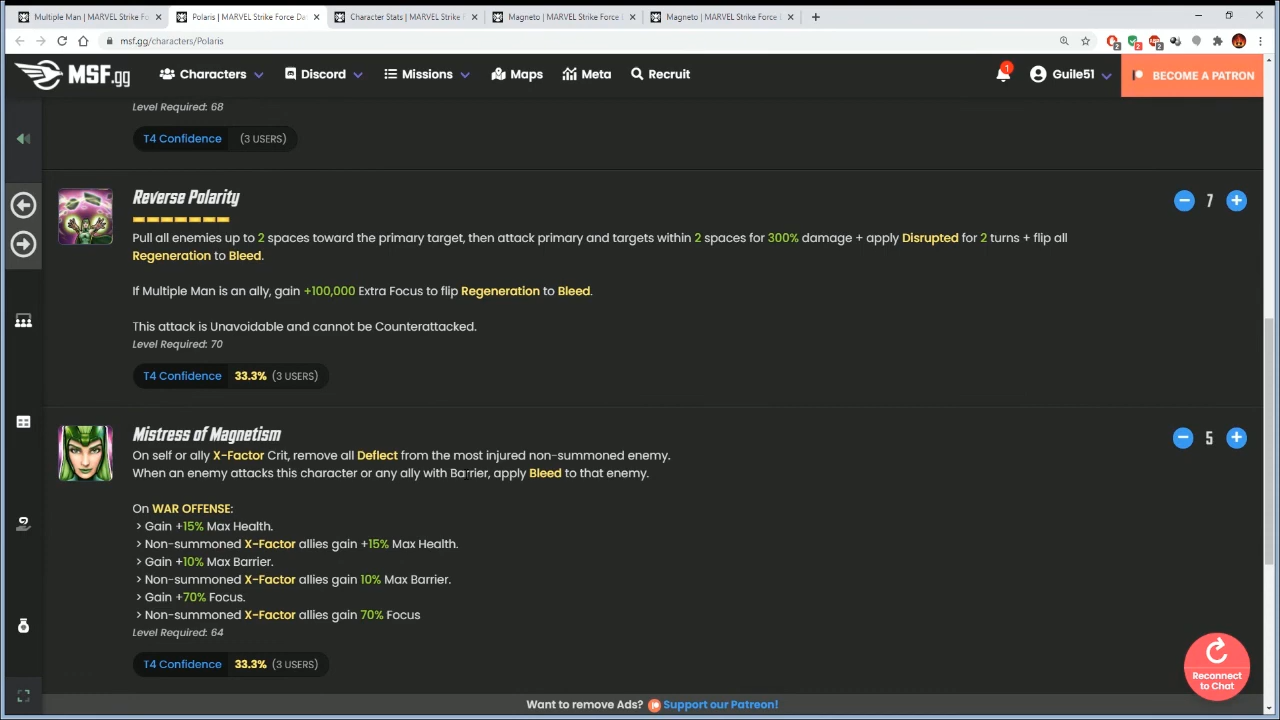 Multiple Man | MARVEL Strike Fo
Polaris | MARVEL Strike Force Da
Character Stats | MARVEL Strike F
Magneto | MARVEL Strike Force D
Magneto | MARVEL Strike Force D
msf.gg/characters/Polaris
MSF.gg
Characters
Discord
Missions
Maps
Meta
Recruit
1
Guile51
BECOME A PATRON
Level Required: 68
T4 Confidence (3 USERS)
Reverse Polarity
7
Pull all enemies up to 2 spaces toward the primary target, then attack primary and targets within 2 spaces for 300% damage + apply Disrupted for 2 turns + flip all
Regeneration to Bleed.
If Multiple Man is an ally, gain +100,000 Extra Focus to flip Regeneration to Bleed.
This attack is Unavoidable and cannot be Counterattacked.
Level Required: 70
T4 Confidence 33.3% (3 USERS)
Mistress of Magnetism
5
On self or ally X-Factor Crit, remove all Deflect from the most injured non-summoned enemy.
When an enemy attacks this character or any ally with Barrier, apply Bleed to that enemy.
On WAR OFFENSE:
> Gain +15% Max Health.
> Non-summoned X-Factor allies gain +15% Max Health.
> Gain +10% Max Barrier.
> Non-summoned X-Factor allies gain 10% Max Barrier.
> Gain +70% Focus.
> Non-summoned X-Factor allies gain 70% Focus
Level Required: 64
T4 Confidence 33.3% (3 USERS)
Reconnect
to Chat
Want to remove Ads? Support our Patreon!